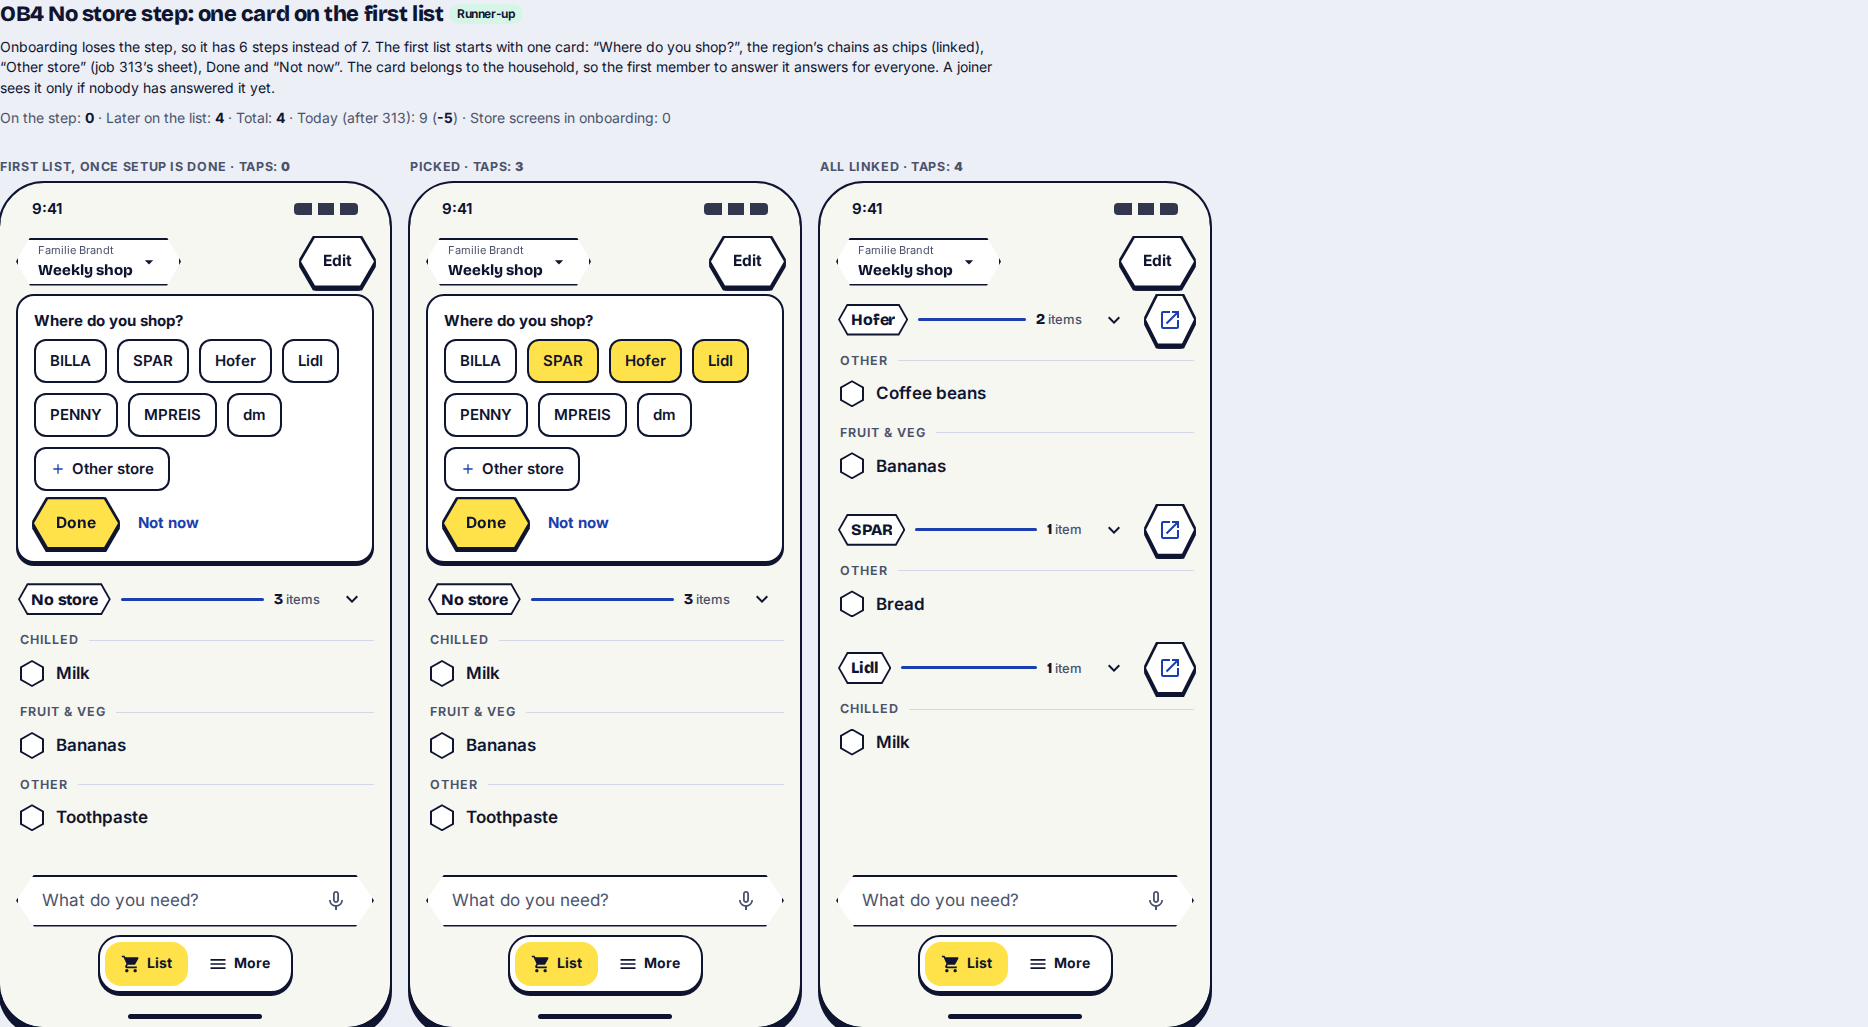 OB4 No store step: one card on the first list Runner-up
Onboarding loses the step, so it has 6 steps instead of 7. The first list starts with one card: “Where do you shop?”, the region’s chains as chips (linked),
“Other store” (job 313’s sheet), Done and “Not now”. The card belongs to the household, so the first member to answer it answers for everyone. A joiner
sees it only if nobody has answered it yet.
On the step: 0 · Later on the list: 4 · Total: 4 · Today (after 313): 9 (-5) · Store screens in onboarding: 0
FIRST LIST, ONCE SETUP IS DONE · TAPS: 0
9:41
Familie Brandt
Weekly shop
Edit
Where do you shop?
BILLA SPAR Hofer Lidl
PENNY MPREIS dm
+ Other store
Done Not now
No store 3 items
CHILLED
Milk
FRUIT & VEG
Bananas
OTHER
Toothpaste
What do you need?
List More
PICKED · TAPS: 3
9:41
Familie Brandt
Weekly shop
Edit
Where do you shop?
BILLA SPAR Hofer Lidl
PENNY MPREIS dm
+ Other store
Done Not now
No store 3 items
CHILLED
Milk
FRUIT & VEG
Bananas
OTHER
Toothpaste
What do you need?
List More
ALL LINKED · TAPS: 4
9:41
Familie Brandt
Weekly shop
Edit
Hofer 2 items
OTHER
Coffee beans
FRUIT & VEG
Bananas
SPAR 1 item
OTHER
Bread
Lidl 1 item
CHILLED
Milk
What do you need?
List More